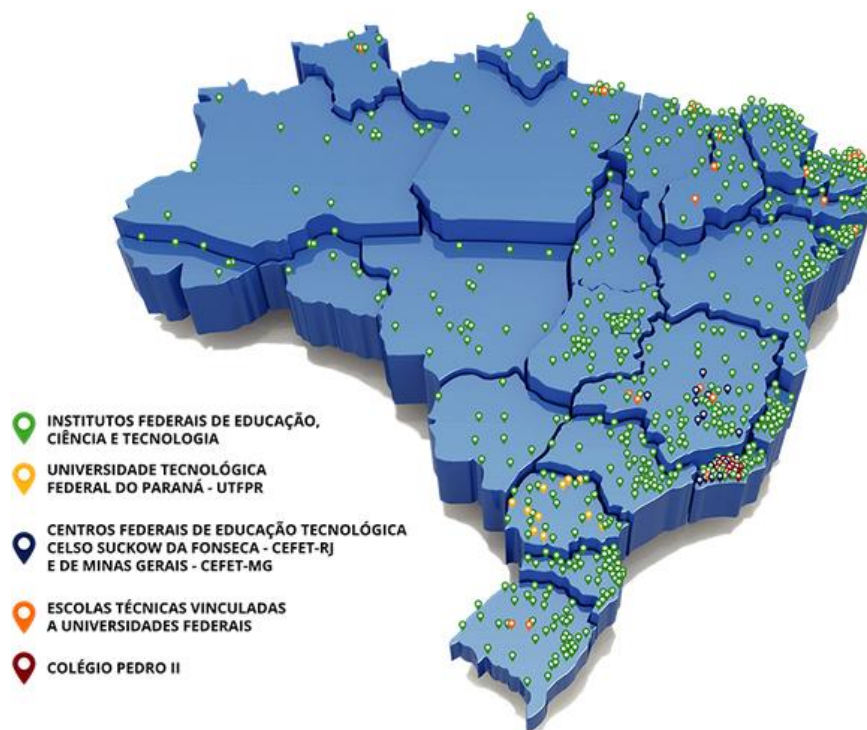 INSTITUTOS FEDERAIS DE EDUCAÇÃO,
CIÊNCIA E TECNOLOGIA
UNIVERSIDADE TECNOLÓGICA
FEDERAL DO PARANÁ - UTFPR
CENTROS FEDERAIS DE EDUCAÇÃO TECNOLÓGICA
CELSO SUCKOW DA FONSECA - CEFET-RJ
E DE MINAS GERAIS - CEFET-MG
ESCOLAS TÉCNICAS VINCULADAS
A UNIVERSIDADES FEDERAIS
COLÉGIO PEDRO II